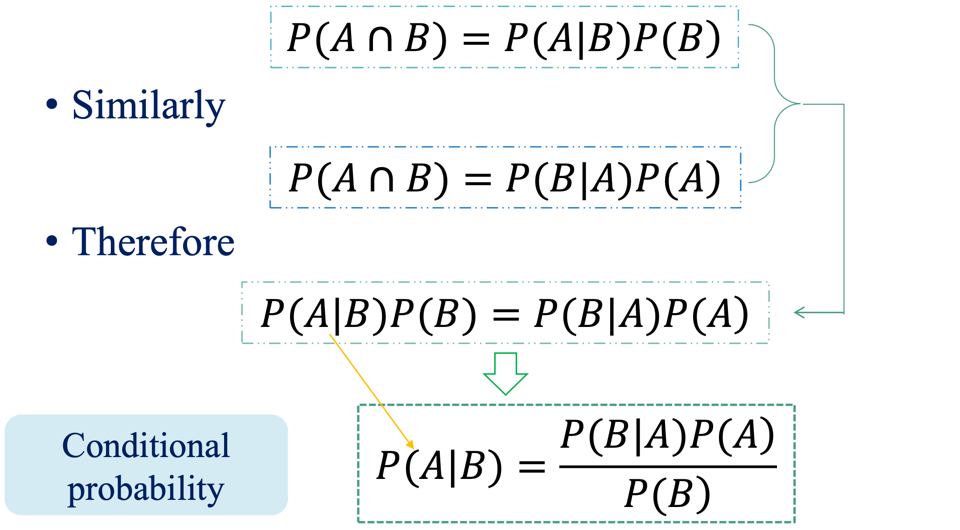 P(A ∩ B) = P(A|B)P(B)
• Similarly
P(A ∩ B) = P(B|A)P(A)
• Therefore
P(A|B)P(B) = P(B|A)P(A)
Conditional
probability
P(A|B) = P(B|A)P(A) / P(B)